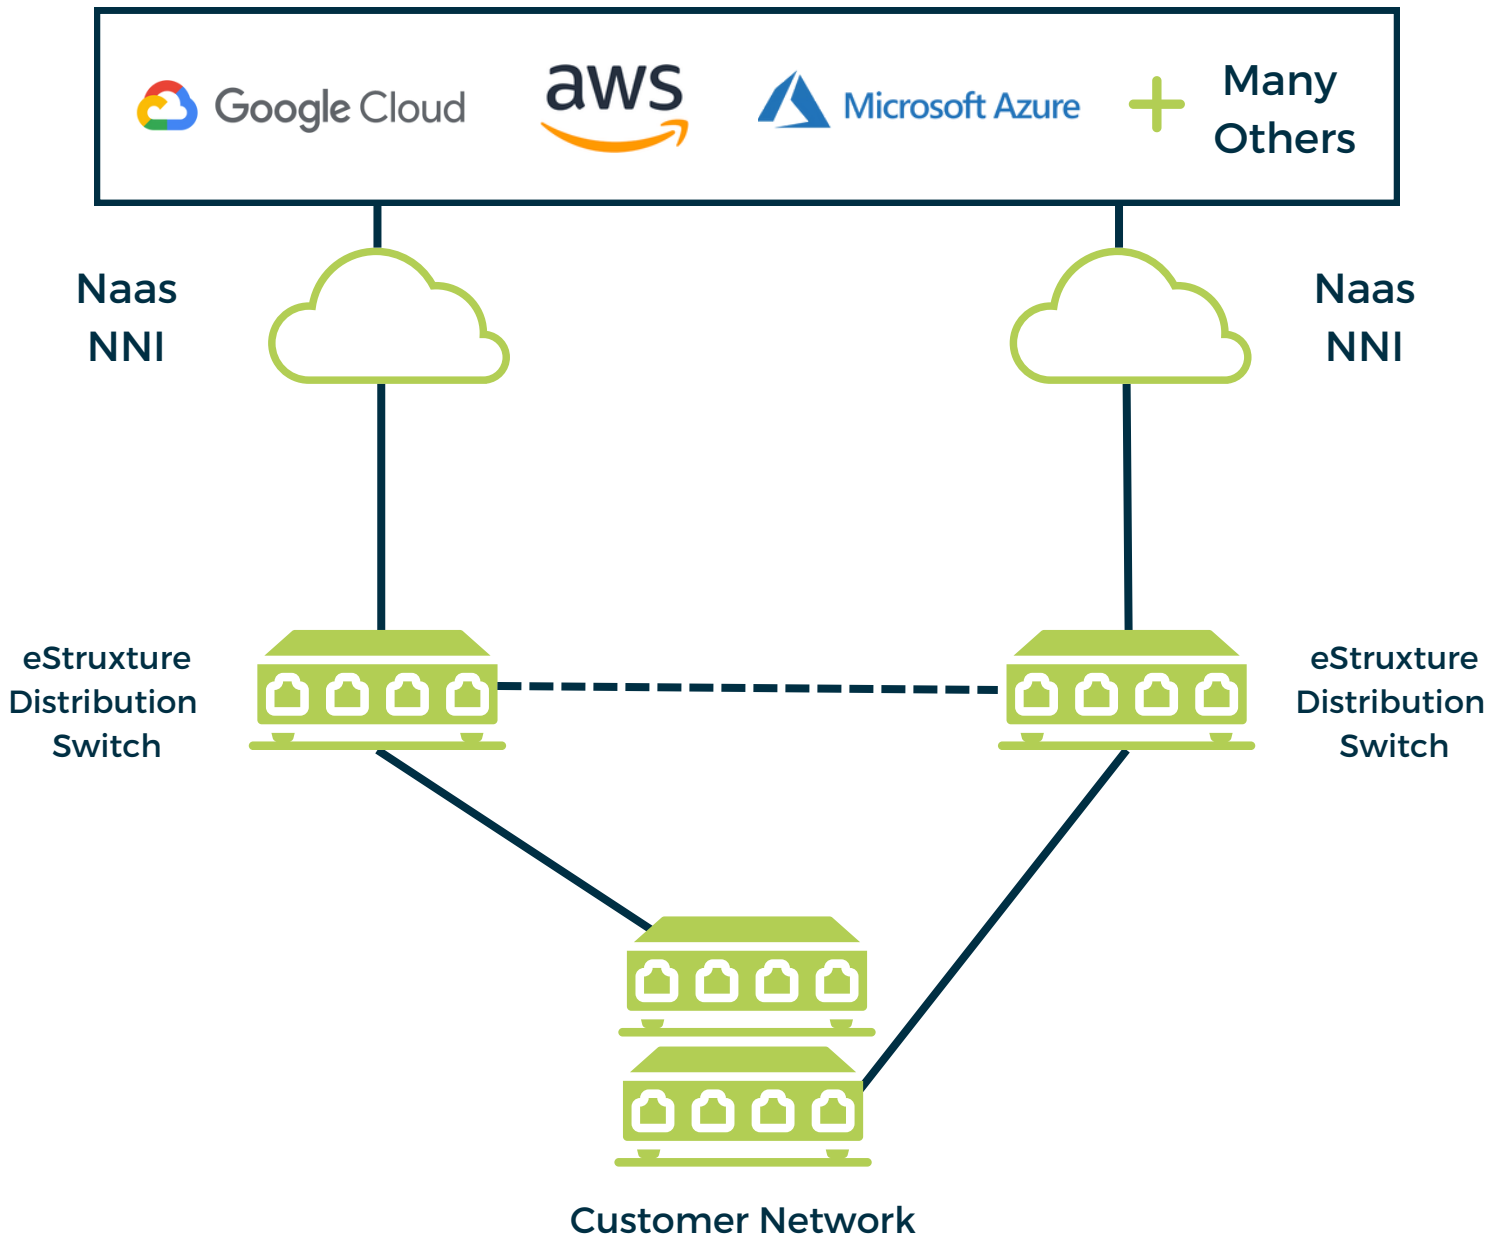 Google Cloud
aws
Microsoft Azure
Many
Others
Naas
NNI
Naas
NNI
eStruxture
Distribution
Switch
eStruxture
Distribution
Switch
Customer Network